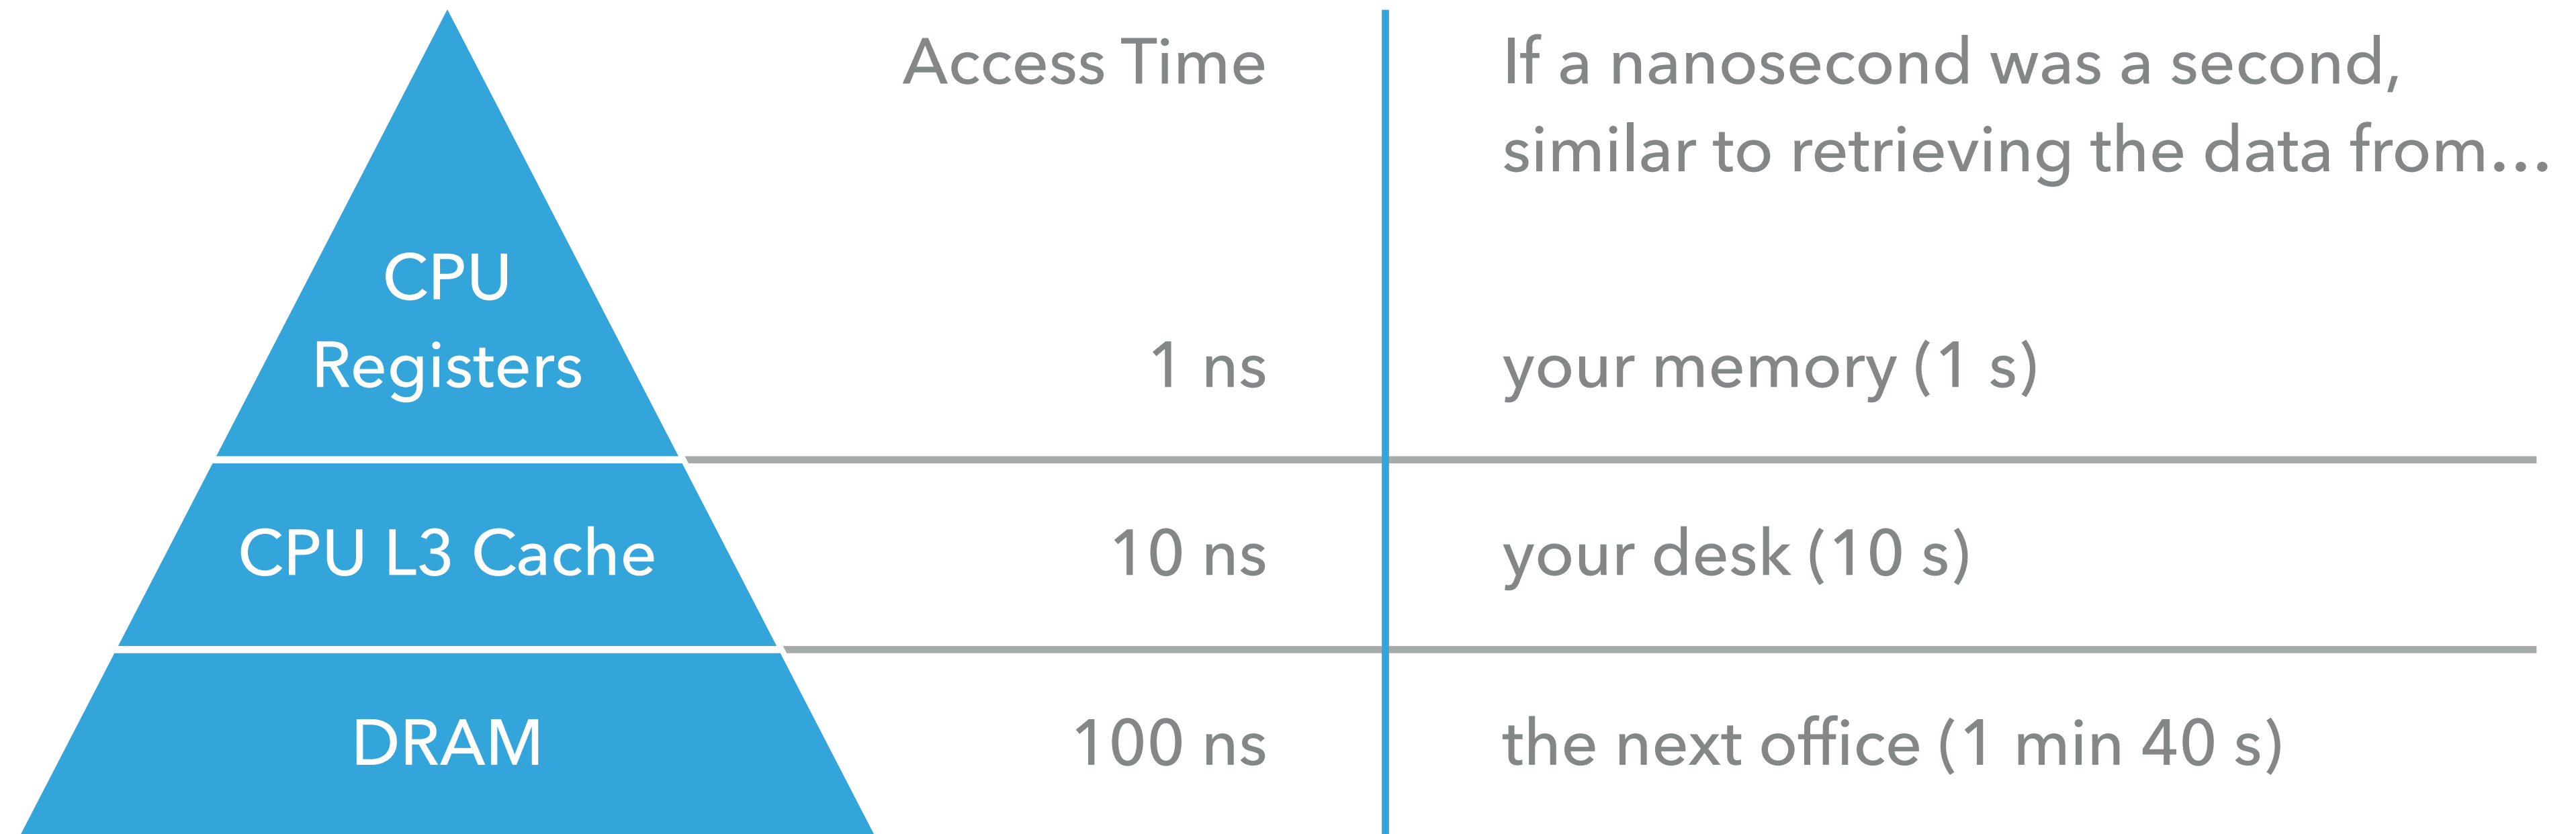 Access Time
If a nanosecond was a second,
similar to retrieving the data from...
CPU
Registers
1 ns
your memory (1 s)
CPU L3 Cache
10 ns
your desk (10 s)
DRAM
100 ns
the next office (1 min 40 s)